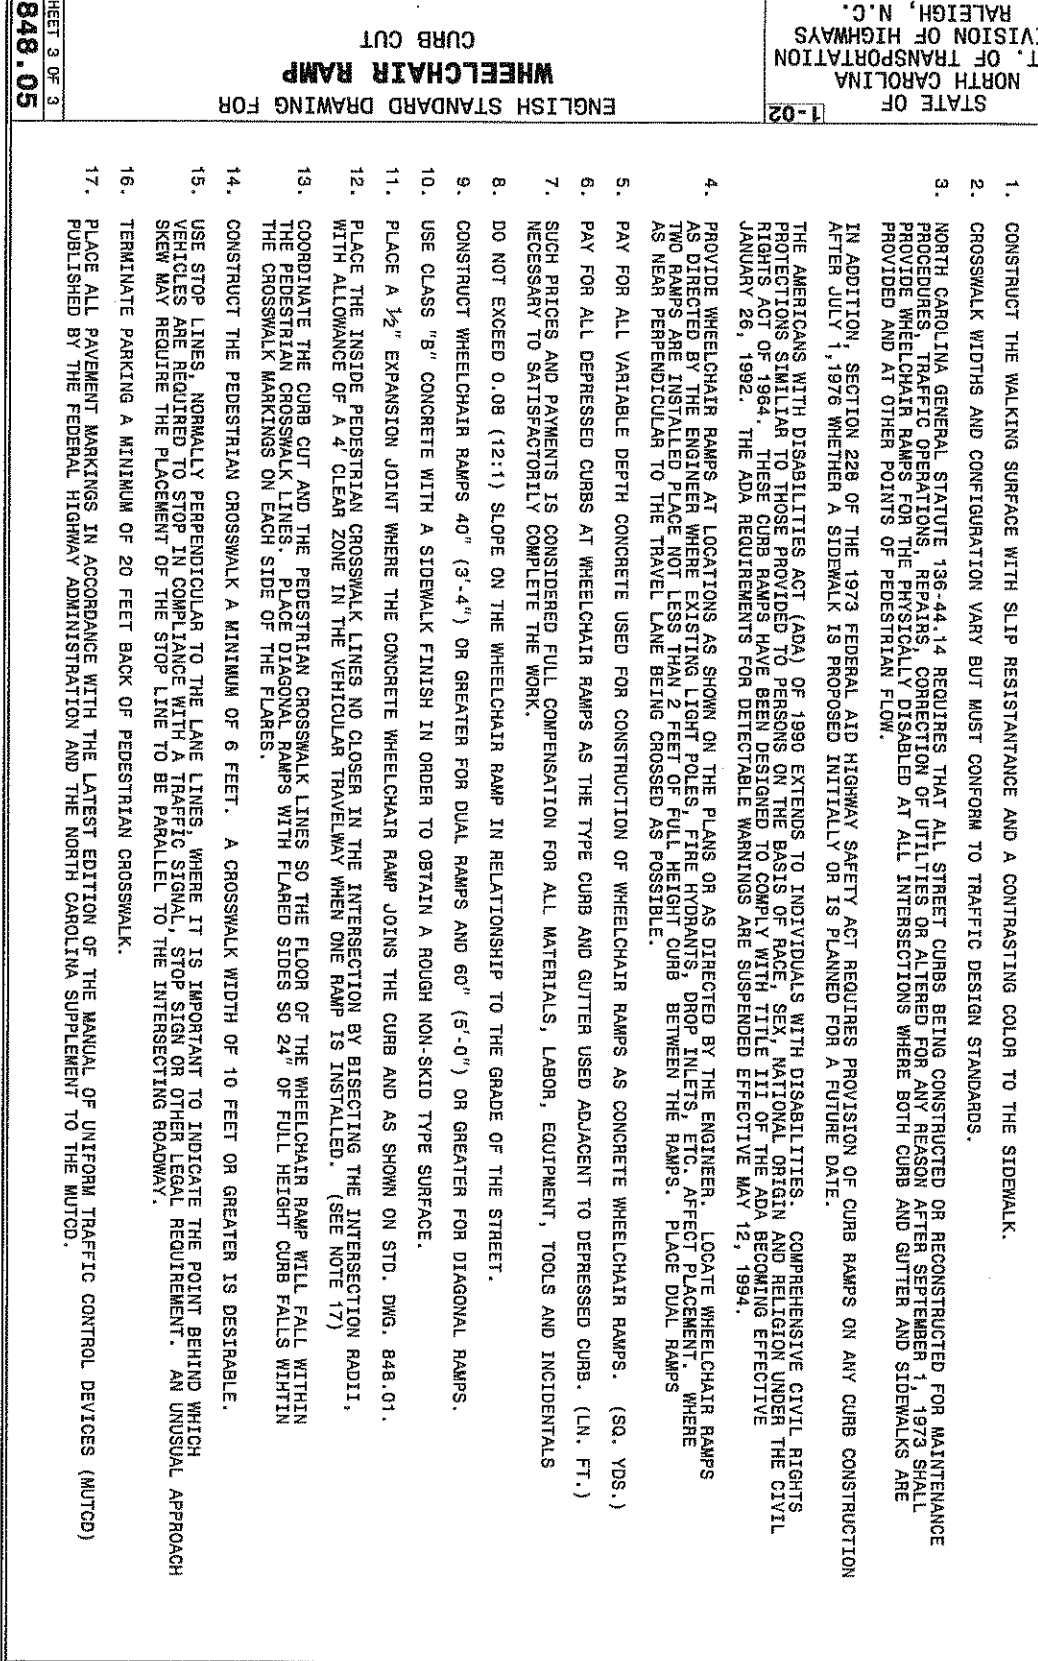 1. CONSTRUCT THE WALKING SURFACE WITH SLIP RESISTANTANCE AND A CONTRASTING COLOR TO THE SIDEWALK.
2. CROSSWALK WIDTHS AND CONFIGURATION VARY BUT MUST CONFORM TO TRAFFIC DESIGN STANDARDS.
3. NORTH CAROLINA GENERAL STATUTE 136-44.14 REQUIRES THAT ALL STREET CURBS BEING CONSTRUCTED OR RECONSTRUCTED FOR MAINTENANCE
PROCEDURES, TRAFFIC OPERATIONS, REPAIRS, CORRECTION OF UTILITIES OR ALTERED FOR ANY REASON AFTER SEPTEMBER 1, 1973 SHALL
PROVIDE WHEELCHAIR RAMPS FOR THE PHYSICALLY DISABLED AT ALL INTERSECTIONS WHERE BOTH CURB AND GUTTER AND SIDEWALKS ARE
PROVIDED AND AT OTHER POINTS OF PEDESTRIAN FLOW.
IN ADDITION, SECTION 228 OF THE 1973 FEDERAL AID HIGHWAY SAFETY ACT REQUIRES PROVISION OF CURB RAMPS ON ANY CURB CONSTRUCTION
AFTER JULY 1,1976 WHETHER A SIDEWALK IS PROPOSED INITIALLY OR IS PLANNED FOR A FUTURE DATE.
THE AMERICANS WITH DISABILITIES ACT (ADA) OF 1990 EXTENDS TO INDIVIDUALS WITH DISABILITIES. COMPREHENSIVE CIVIL RIGHTS
PROTECTIONS SIMILIAR TO THOSE PROVIDED TO PERSONS ON THE BASIS OF RACE, SEX, NATIONAL ORIGIN AND RELIGION UNDER THE CIVIL
RIGHTS ACT OF 1964. THESE CURB RAMPS HAVE BEEN DESIGNED TO COMPLY WITH TITLE III OF THE ADA BECOMING EFFECTIVE
JANUARY 26, 1992. THE ADA REQUIREMENTS FOR DETECTABLE WARNINGS ARE SUSPENDED EFFECTIVE MAY 12, 1994.
4. PROVIDE WHEELCHAIR RAMPS AT LOCATIONS AS SHOWN ON THE PLANS OR AS DIRECTED BY THE ENGINEER. LOCATE WHEELCHAIR RAMPS
AS DIRECTED BY THE ENGINEER WHERE EXISTING LIGHT POLES, FIRE HYDRANTS, DROP INLETS, ETC. AFFECT PLACEMENT. WHERE
TWO RAMPS ARE INSTALLED PLACE NOT LESS THAN 2 FEET OF FULL HEIGHT CURB BETWEEN THE RAMPS. PLACE DUAL RAMPS
AS NEAR PERPENDICULAR TO THE TRAVEL LANE BEING CROSSED AS POSSIBLE.
5. PAY FOR ALL VARIABLE DEPTH CONCRETE USED FOR CONSTRUCTION OF WHEELCHAIR RAMPS AS CONCRETE WHEELCHAIR RAMPS. (SQ. YDS.)
6. PAY FOR ALL DEPRESSED CURBS AT WHEELCHAIR RAMPS AS THE TYPE CURB AND GUTTER USED ADJACENT TO DEPRESSED CURB. (LN. FT.)
7. SUCH PRICES AND PAYMENTS IS CONSIDERED FULL COMPENSATION FOR ALL MATERIALS, LABOR, EQUIPMENT, TOOLS AND INCIDENTALS
NECESSARY TO SATISFACTORILY COMPLETE THE WORK.
8. DO NOT EXCEED 0.08 (12:1) SLOPE ON THE WHEELCHAIR RAMP IN RELATIONSHIP TO THE GRADE OF THE STREET.
9. CONSTRUCT WHEELCHAIR RAMPS 40" (3'-4") OR GREATER FOR DUAL RAMPS AND 60" (5'-0") OR GREATER FOR DIAGONAL RAMPS.
10. USE CLASS "B" CONCRETE WITH A SIDEWALK FINISH IN ORDER TO OBTAIN A ROUGH NON-SKID TYPE SURFACE.
11. PLACE A ½" EXPANSION JOINT WHERE THE CONCRETE WHEELCHAIR RAMP JOINS THE CURB AND AS SHOWN ON STD. DWG. 848.01.
12. PLACE THE INSIDE PEDESTRIAN CROSSWALK LINES NO CLOSER IN THE INTERSECTION BY BISECTING THE INTERSECTION RADII,
WITH ALLOWANCE OF A 4' CLEAR ZONE IN THE VEHICULAR TRAVELWAY WHEN ONE RAMP IS INSTALLED. (SEE NOTE 17)
13. COORDINATE THE CURB CUT AND THE PEDESTRIAN CROSSWALK LINES SO THE FLOOR OF THE WHEELCHAIR RAMP WILL FALL WITHIN
THE PEDESTRIAN CROSSWALK LINES. PLACE DIAGONAL RAMPS WITH FLARED SIDES SO 24" OF FULL HEIGHT CURB FALLS WIHTIN
THE CROSSWALK MARKINGS ON EACH SIDE OF THE FLARES.
14. CONSTRUCT THE PEDESTRIAN CROSSWALK A MINIMUM OF 6 FEET. A CROSSWALK WIDTH OF 10 FEET OR GREATER IS DESIRABLE.
15. USE STOP LINES, NORMALLY PERPENDICULAR TO THE LANE LINES, WHERE IT IS IMPORTANT TO INDICATE THE POINT BEHIND WHICH
VEHICLES ARE REQUIRED TO STOP IN COMPLIANCE WITH A TRAFFIC SIGNAL, STOP SIGN OR OTHER LEGAL REQUIREMENT. AN UNUSUAL APPROACH
SKEW MAY REQUIRE THE PLACEMENT OF THE STOP LINE TO BE PARALLEL TO THE INTERSECTING ROADWAY.
16. TERMINATE PARKING A MINIMUM OF 20 FEET BACK OF PEDESTRIAN CROSSWALK.
17. PLACE ALL PAVEMENT MARKINGS IN ACCORDANCE WITH THE LATEST EDITION OF THE MANUAL OF UNIFORM TRAFFIC CONTROL DEVICES (MUTCD)
PUBLISHED BY THE FEDERAL HIGHWAY ADMINISTRATION AND THE NORTH CAROLINA SUPPLEMENT TO THE MUTCD.
STATE OF
NORTH CAROLINA
T. OF TRANSPORTATION
VISION OF HIGHWAYS
RALEIGH, N.C.
1-02
ENGLISH STANDARD DRAWING FOR
WHEELCHAIR RAMP
CURB CUT
HEET 3 OF 3
848.05